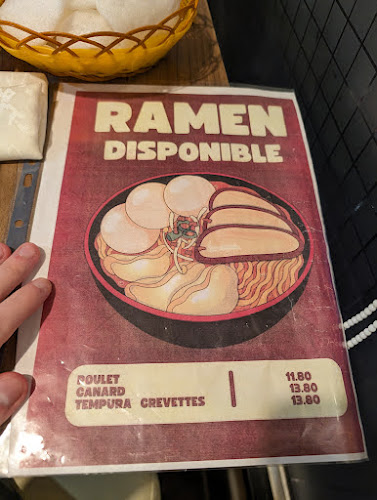 RAMEN
DISPONIBLE
POULET 11.80
CANARD 13.80
TEMPURA CREVETTES 13.80